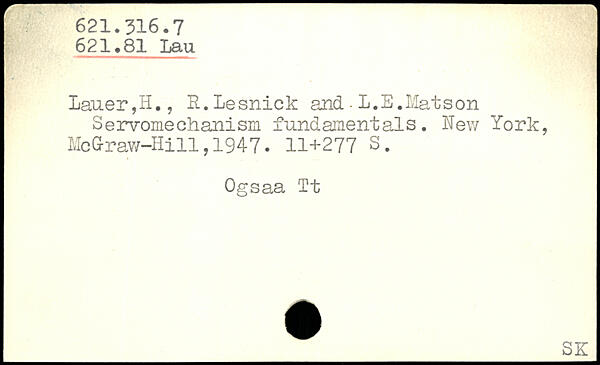 621.316.7
621.81 Lau
Lauer,H., R.Lesnick and L.E.Matson
Servomechanism fundamentals. New York,
McGraw-Hill,1947. 11+277 S.
Ogsaa Tt
SK